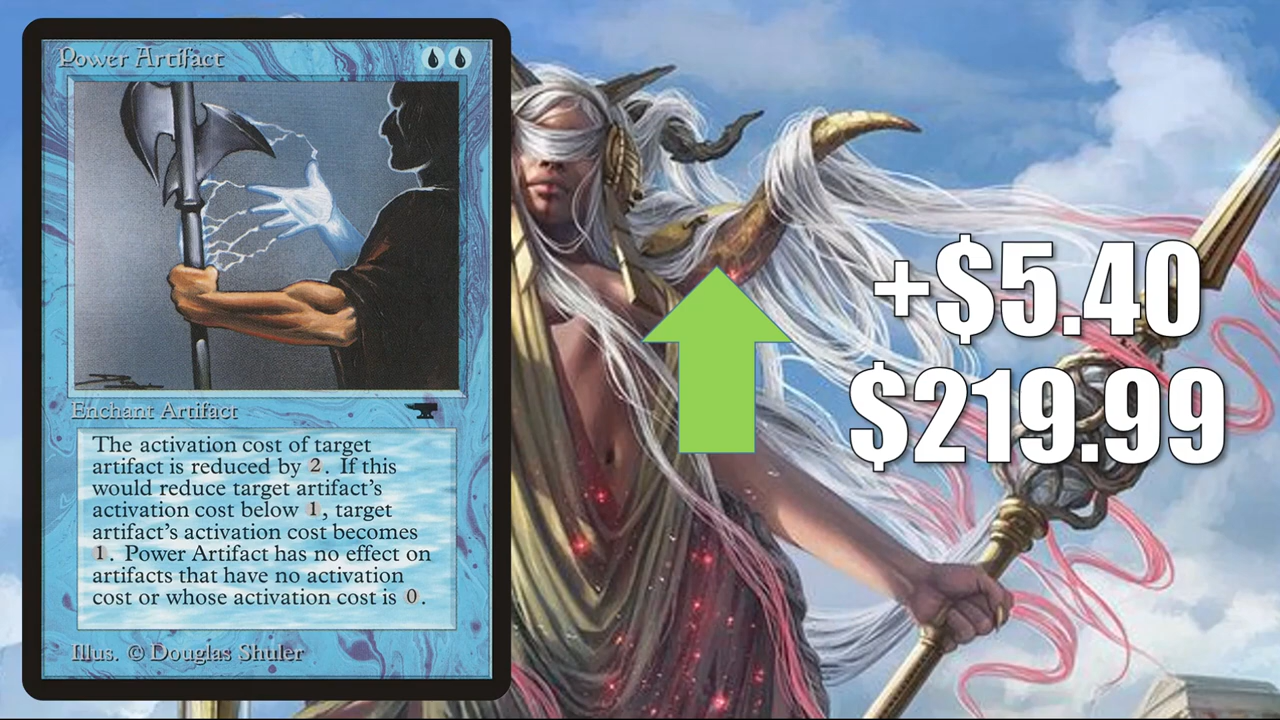 Power Artifact
Enchant Artifact
The activation cost of target
artifact is reduced by 2. If this
would reduce target artifact's
activation cost below 1, target
artifact's activation cost becomes
1. Power Artifact has no effect on
artifacts that have no activation
cost or whose activation cost is 0.
Illus. © Douglas Shuler
+$5.40
$219.99